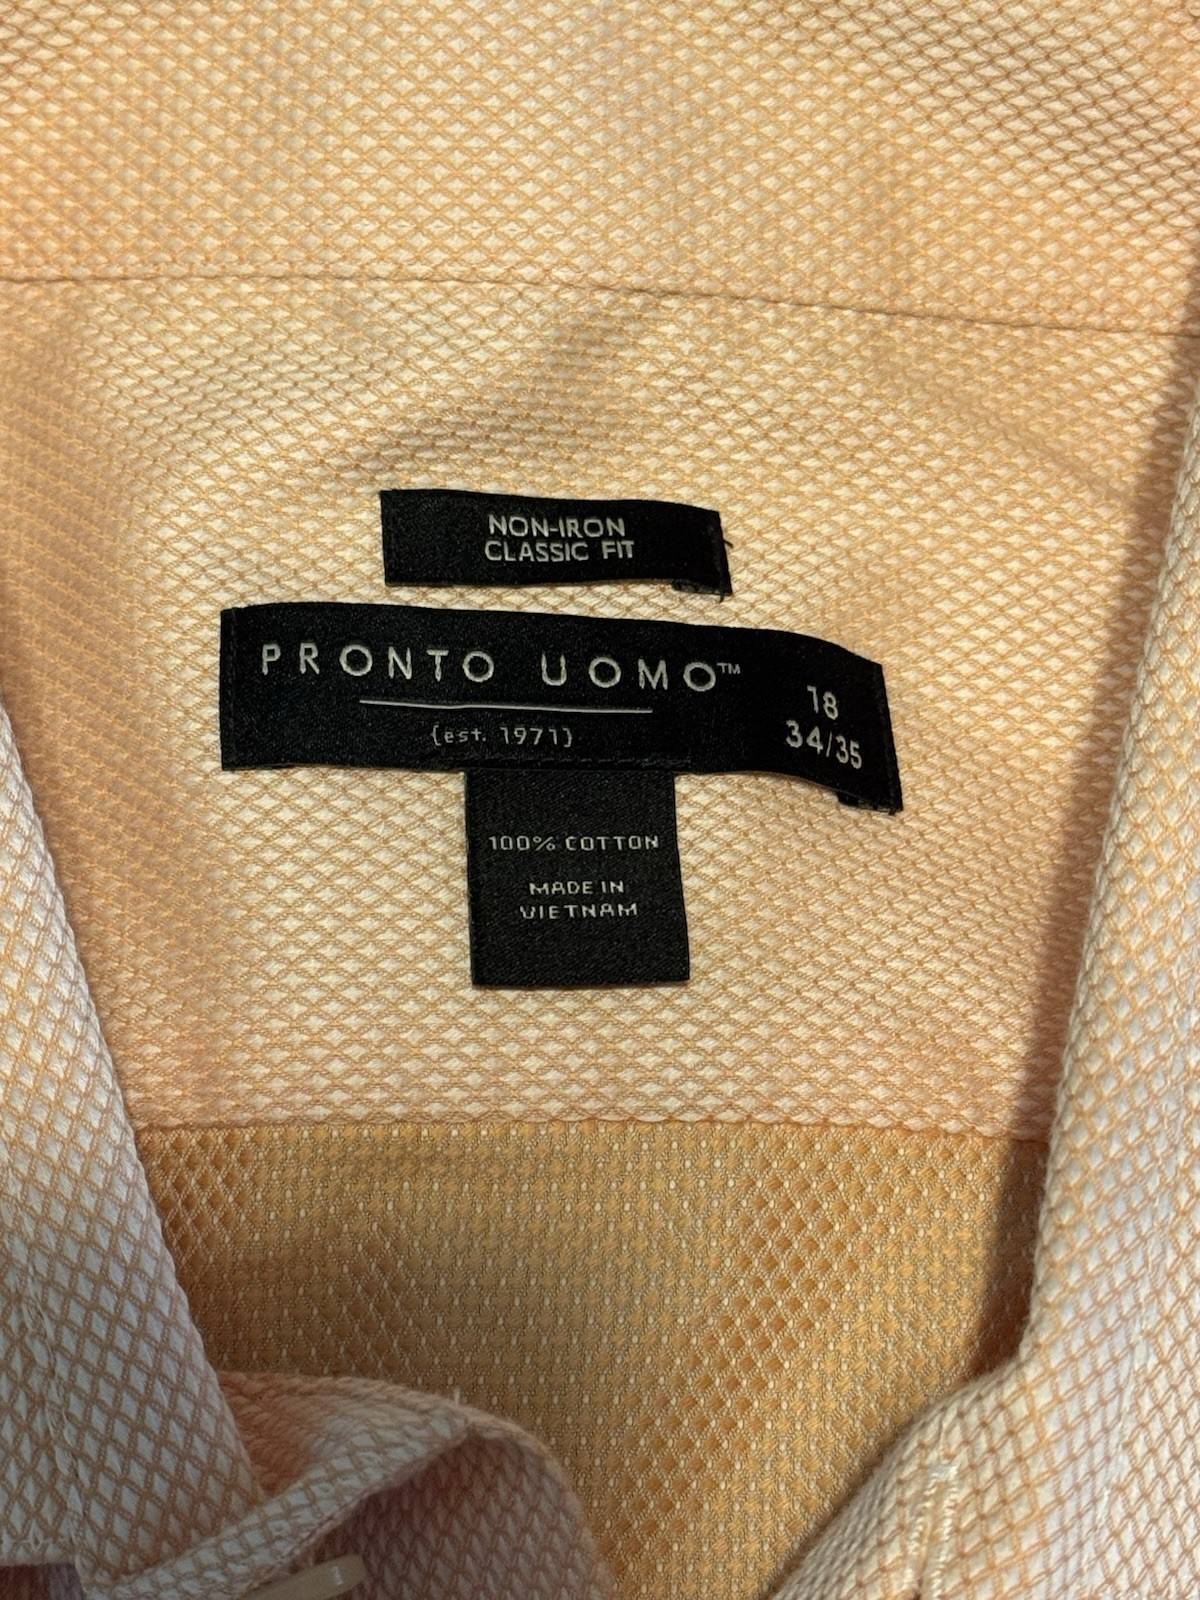 NON-IRON
CLASSIC FIT
PRONTO UOMO™
{est. 1971}
18
34/35
100% COTTON
MADE IN
VIETNAM